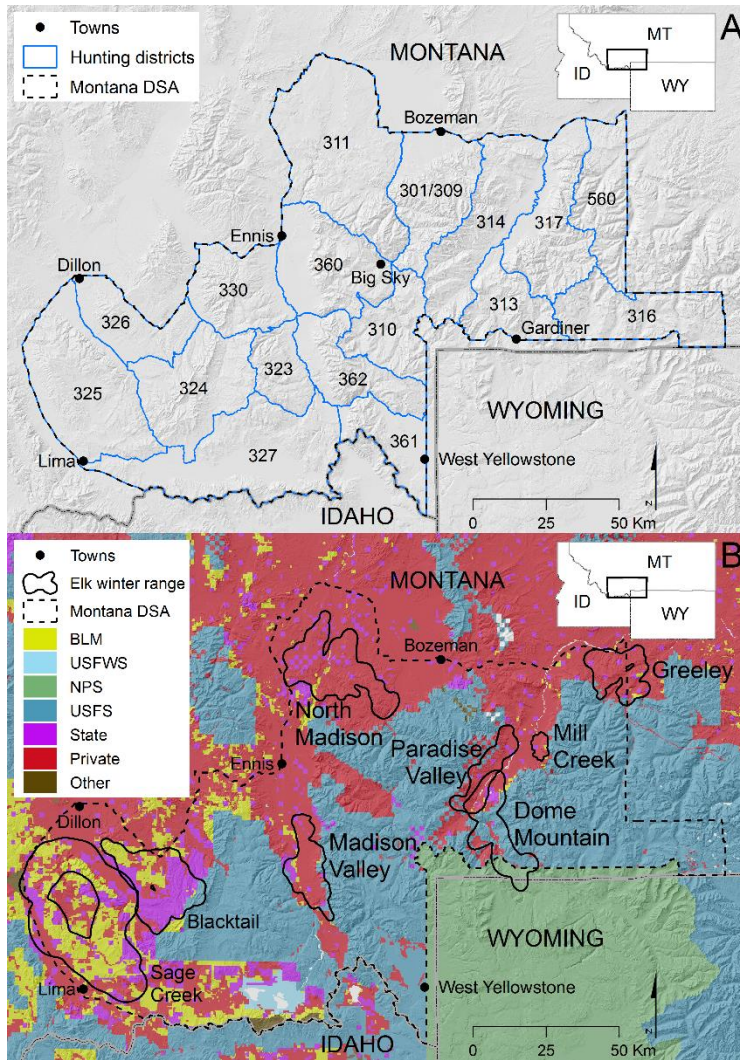 A
Towns
Hunting districts
Montana DSA
MONTANA
MT
ID
WY
Bozeman
311
301/309
560
314
317
Ennis
360
Big Sky
Dillon
330
326
313
316
310
Gardiner
323
324
325
362
WYOMING
361
327
Lima
West Yellowstone
IDAHO
z
0 25 50 Km
B
Towns
Elk winter range
Montana DSA
BLM
USFWS
NPS
USFS
State
Private
Other
MONTANA
MT
ID
WY
Bozeman
Greeley
North
Madison
Mill
Creek
Paradise
Valley
Ennis
Dillon
Dome
Mountain
Madison
Valley
Blacktail
WYOMING
Sage
Creek
Lima
West Yellowstone
IDAHO
z
0 25 50 Km